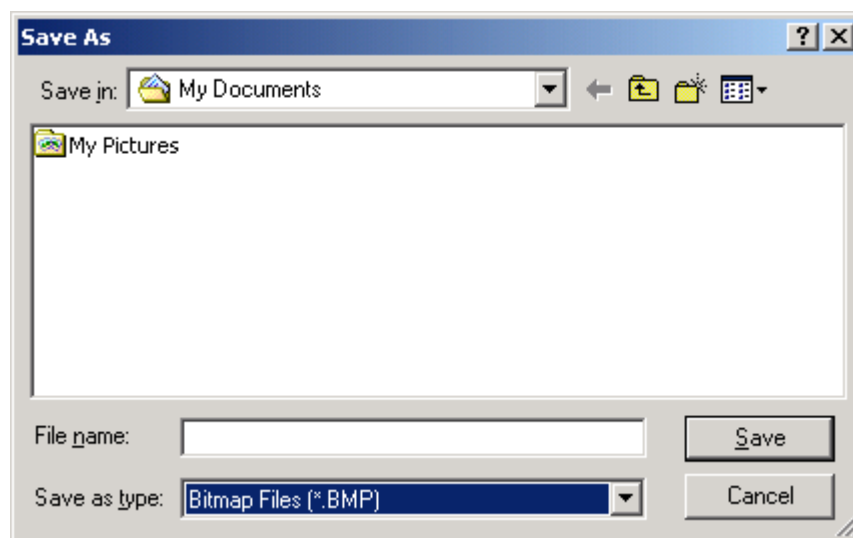 Save As
Save in: My Documents
My Pictures
File name:
Save
Save as type: Bitmap Files (*.BMP)
Cancel